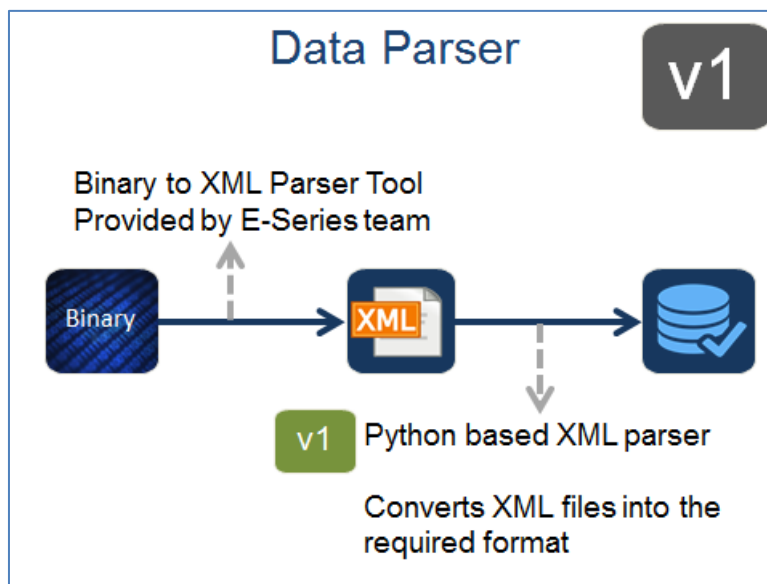 Data Parser
v1
Binary to XML Parser Tool
Provided by E-Series team
Binary
XML
v1
Python based XML parser
Converts XML files into the
required format